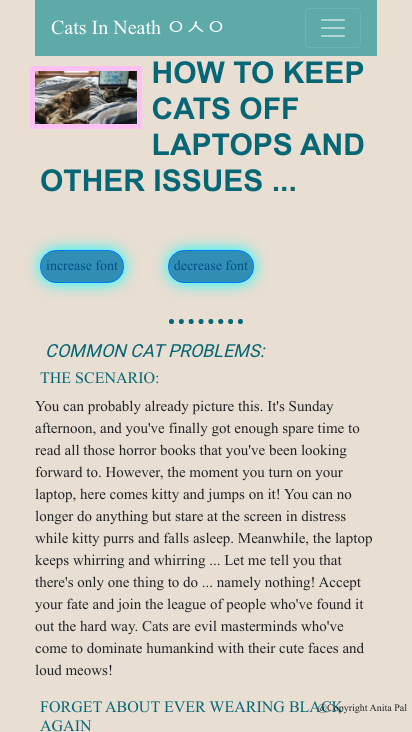 Cats In Neath ㅇㅅㅇ
HOW TO KEEP
CATS OFF
LAPTOPS AND
OTHER ISSUES ...
increase font
decrease font
........
COMMON CAT PROBLEMS:
THE SCENARIO:
You can probably already picture this. It's Sunday
afternoon, and you've finally got enough spare time to
read all those horror books that you've been looking
forward to. However, the moment you turn on your
laptop, here comes kitty and jumps on it! You can no
longer do anything but stare at the screen in distress
while kitty purrs and falls asleep. Meanwhile, the laptop
keeps whirring and whirring ... Let me tell you that
there's only one thing to do ... namely nothing! Accept
your fate and join the league of people who've found it
out the hard way. Cats are evil masterminds who've
come to dominate humankind with their cute faces and
loud meows!
FORGET ABOUT EVER WEARING BLACK
AGAIN
@Copyright Anita Pal